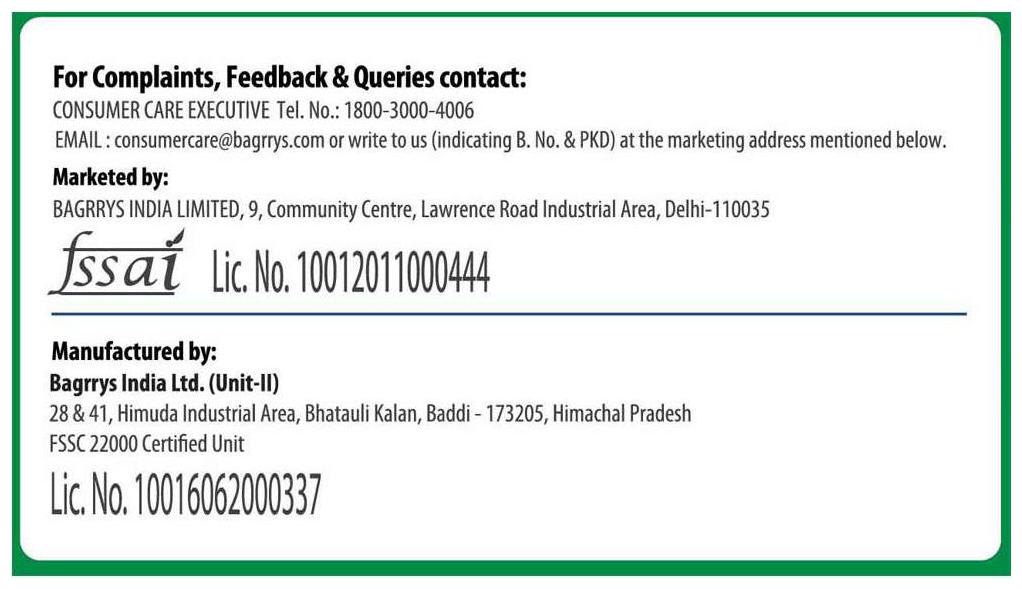 For Complaints, Feedback & Queries contact:
CONSUMER CARE EXECUTIVE Tel. No.: 1800-3000-4006
EMAIL : consumercare@bagrrys.com or write to us (indicating B. No. & PKD) at the marketing address mentioned below.
Marketed by:
BAGRRYS INDIA LIMITED, 9, Community Centre, Lawrence Road Industrial Area, Delhi-110035
fssai Lic. No. 10012011000444
Manufactured by:
Bagrrys India Ltd. (Unit-II)
28 & 41, Himuda Industrial Area, Bhatauli Kalan, Baddi - 173205, Himachal Pradesh
FSSC 22000 Certified Unit
Lic. No. 10016062000337